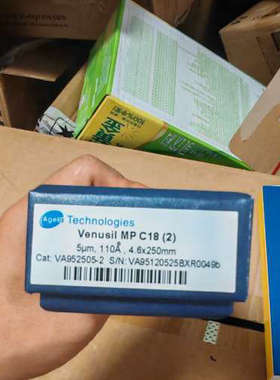 Agela Technologies
Venusil MP C18 (2)
5μm, 110Å, 4.6x250mm
Cat: VA952505-2 S/N: VA95120525BXR0049b